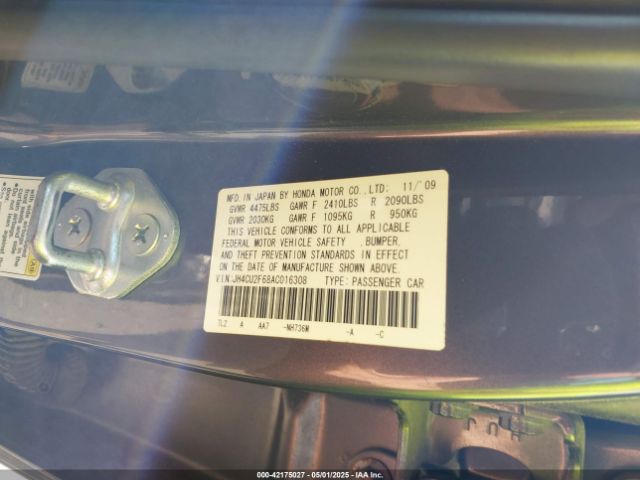 MFD. IN JAPAN BY HONDA MOTOR CO., LTD: 11/'09
GVWR 4475LBS GAWR F 2410LBS R 2090LBS
GVWR 2030KG GAWR F 1095KG R 950KG
THIS VEHICLE CONFORMS TO ALL APPLICABLE
FEDERAL MOTOR VEHICLE SAFETY , BUMPER,
AND THEFT PREVENTION STANDARDS IN EFFECT
ON THE DATE OF MANUFACTURE SHOWN ABOVE.
VIN:JH4CU2F68AC016308 TYPE: PASSENGER CAR
TL2 A AA7 -NH736M -A -C
000-42175027 - 05/01/2025 - IAAI.COM